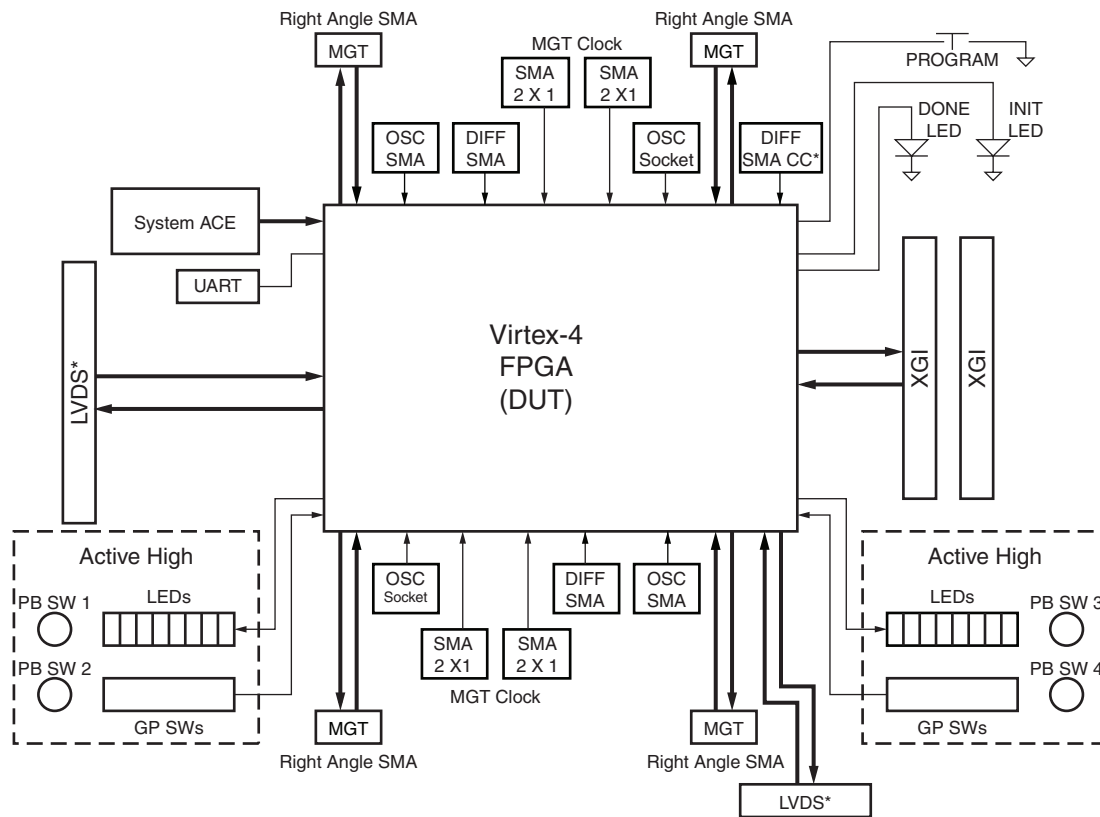 Right Angle SMA
MGT
MGT Clock
SMA
2 X 1
SMA
2 X1
Right Angle SMA
MGT
PROGRAM
DONE
LED
INIT
LED
OSC
SMA
DIFF
SMA
OSC
Socket
DIFF
SMA CC*
System ACE
UART
LVDS*
Virtex-4
FPGA
(DUT)
XGI
XGI
Active High
PB SW 1
LEDs
PB SW 2
GP SWs
OSC
Socket
DIFF
SMA
OSC
SMA
SMA
2 X1
SMA
2 X 1
MGT Clock
MGT
Right Angle SMA
MGT
Right Angle SMA
LVDS*
Active High
LEDs
PB SW 3
PB SW 4
GP SWs